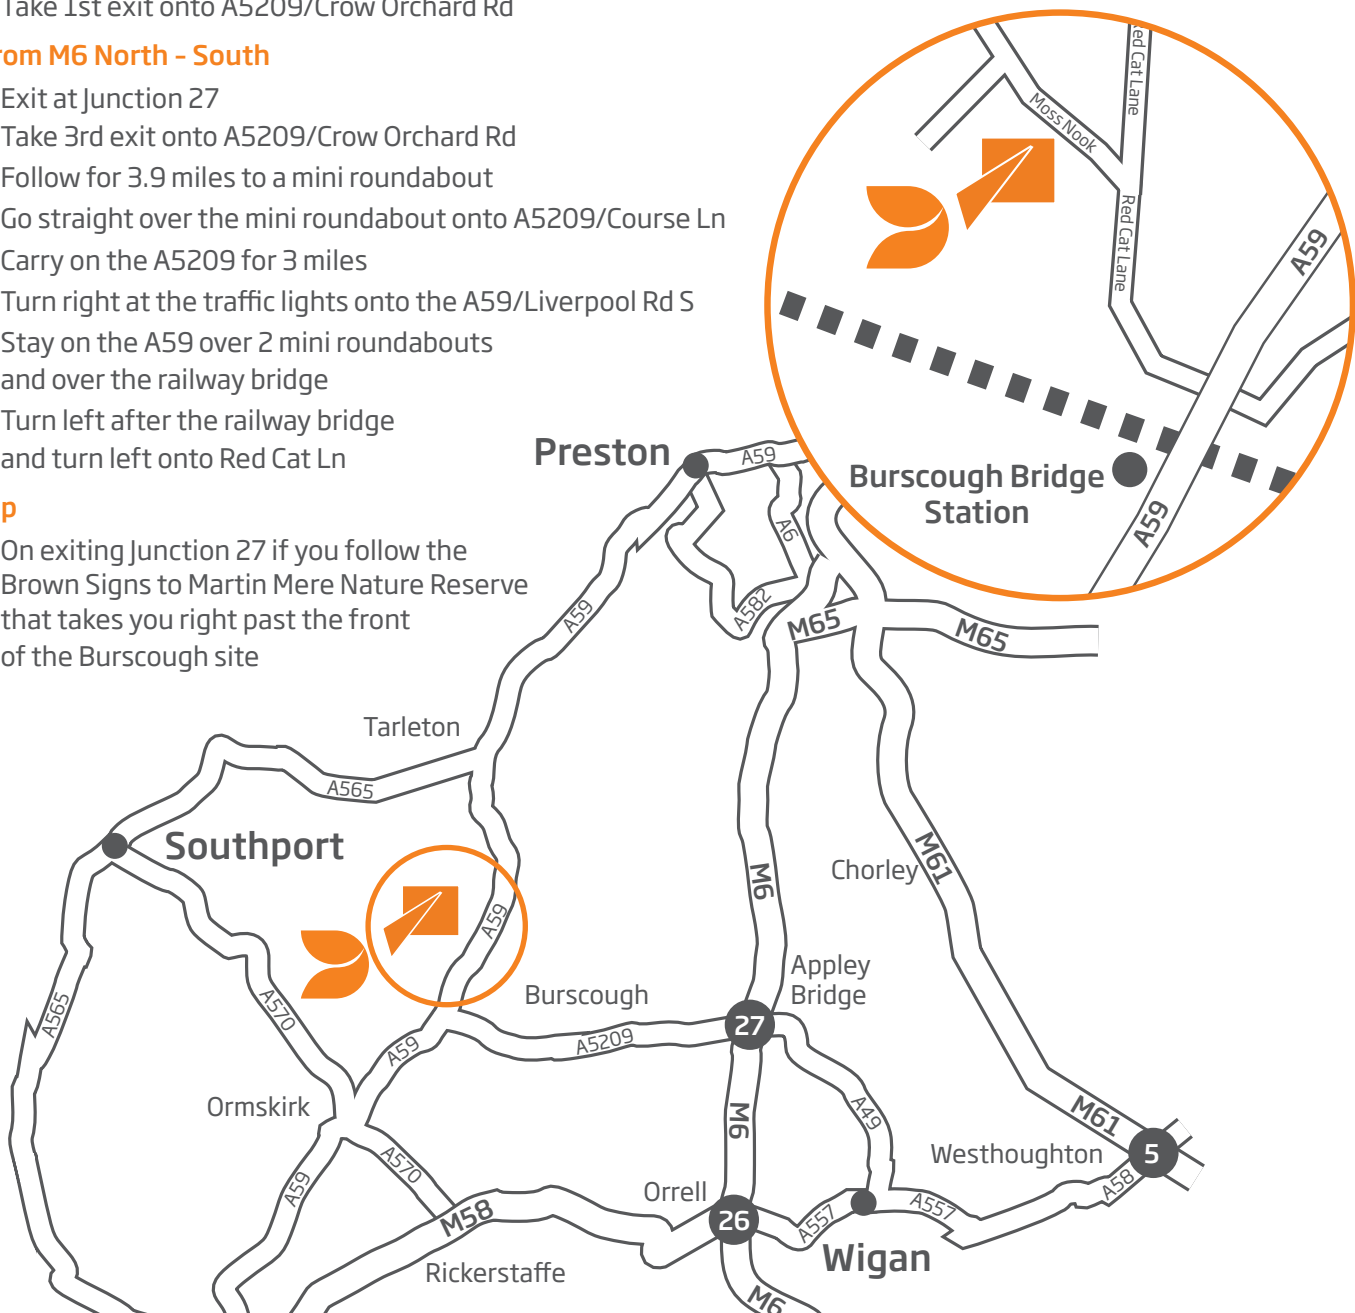 Take 1st exit onto A5209/Crow Orchard Rd
rom M6 North - South
Exit at Junction 27
Take 3rd exit onto A5209/Crow Orchard Rd
Follow for 3.9 miles to a mini roundabout
Go straight over the mini roundabout onto A5209/Course Ln
Carry on the A5209 for 3 miles
Turn right at the traffic lights onto the A59/Liverpool Rd S
Stay on the A59 over 2 mini roundabouts
and over the railway bridge
Turn left after the railway bridge
and turn left onto Red Cat Ln
p
On exiting Junction 27 if you follow the
Brown Signs to Martin Mere Nature Reserve
that takes you right past the front
of the Burscough site
ed Cat Lane
Moss Nook
Red Cat Lane
A59
Burscough Bridge
Station
A59
Preston
A59
A6
A582
M65
M65
A59
Tarleton
A565
Southport
M6
Chorley
M61
A59
Appley
Bridge
Burscough
27
A565
A570
A59
A5209
Ormskirk
M6
A49
M61
Westhoughton
5
A58
A570
A59
Orrell
M58
26
A557
A557
Wigan
Rickerstaffe
M6